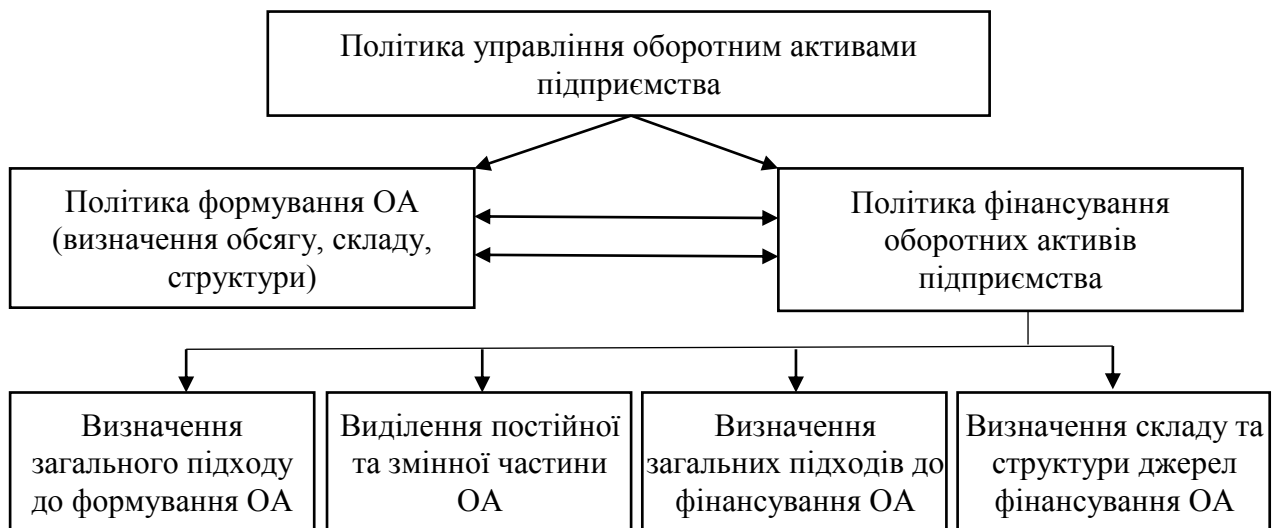 Політика управління оборотним активами
підприємства
Політика формування ОА
(визначення обсягу, складу,
структури)
Політика фінансування
оборотних активів
підприємства
Визначення
загального підходу
до формування ОА
Виділення постійної
та змінної частини
ОА
Визначення
загальних підходів до
фінансування ОА
Визначення складу та
структури джерел
фінансування ОА